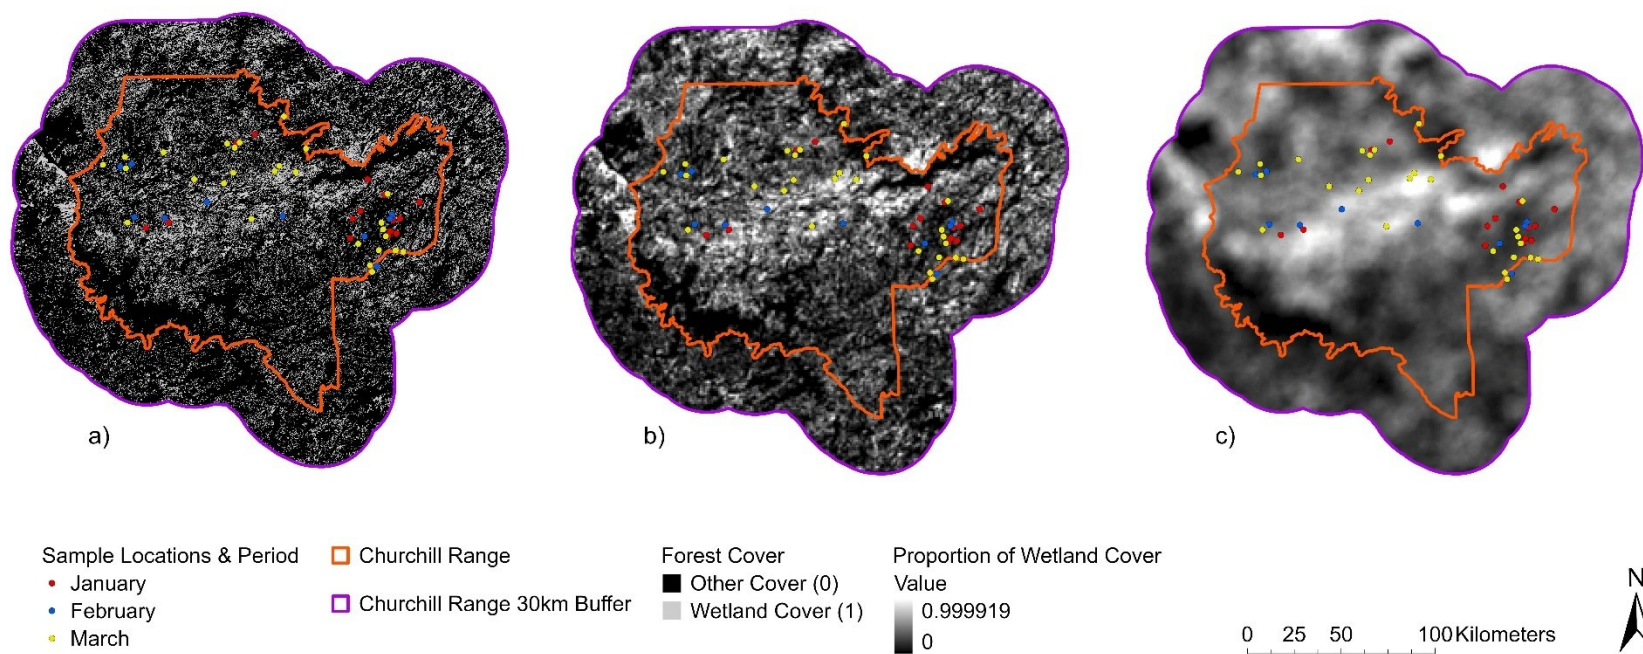 a)
b)
c)
Sample Locations & Period
January
February
March
Churchill Range
Churchill Range 30km Buffer
Forest Cover
Other Cover (0)
Wetland Cover (1)
Proportion of Wetland Cover
Value
0.999919
0
0 25 50 100 Kilometers
N